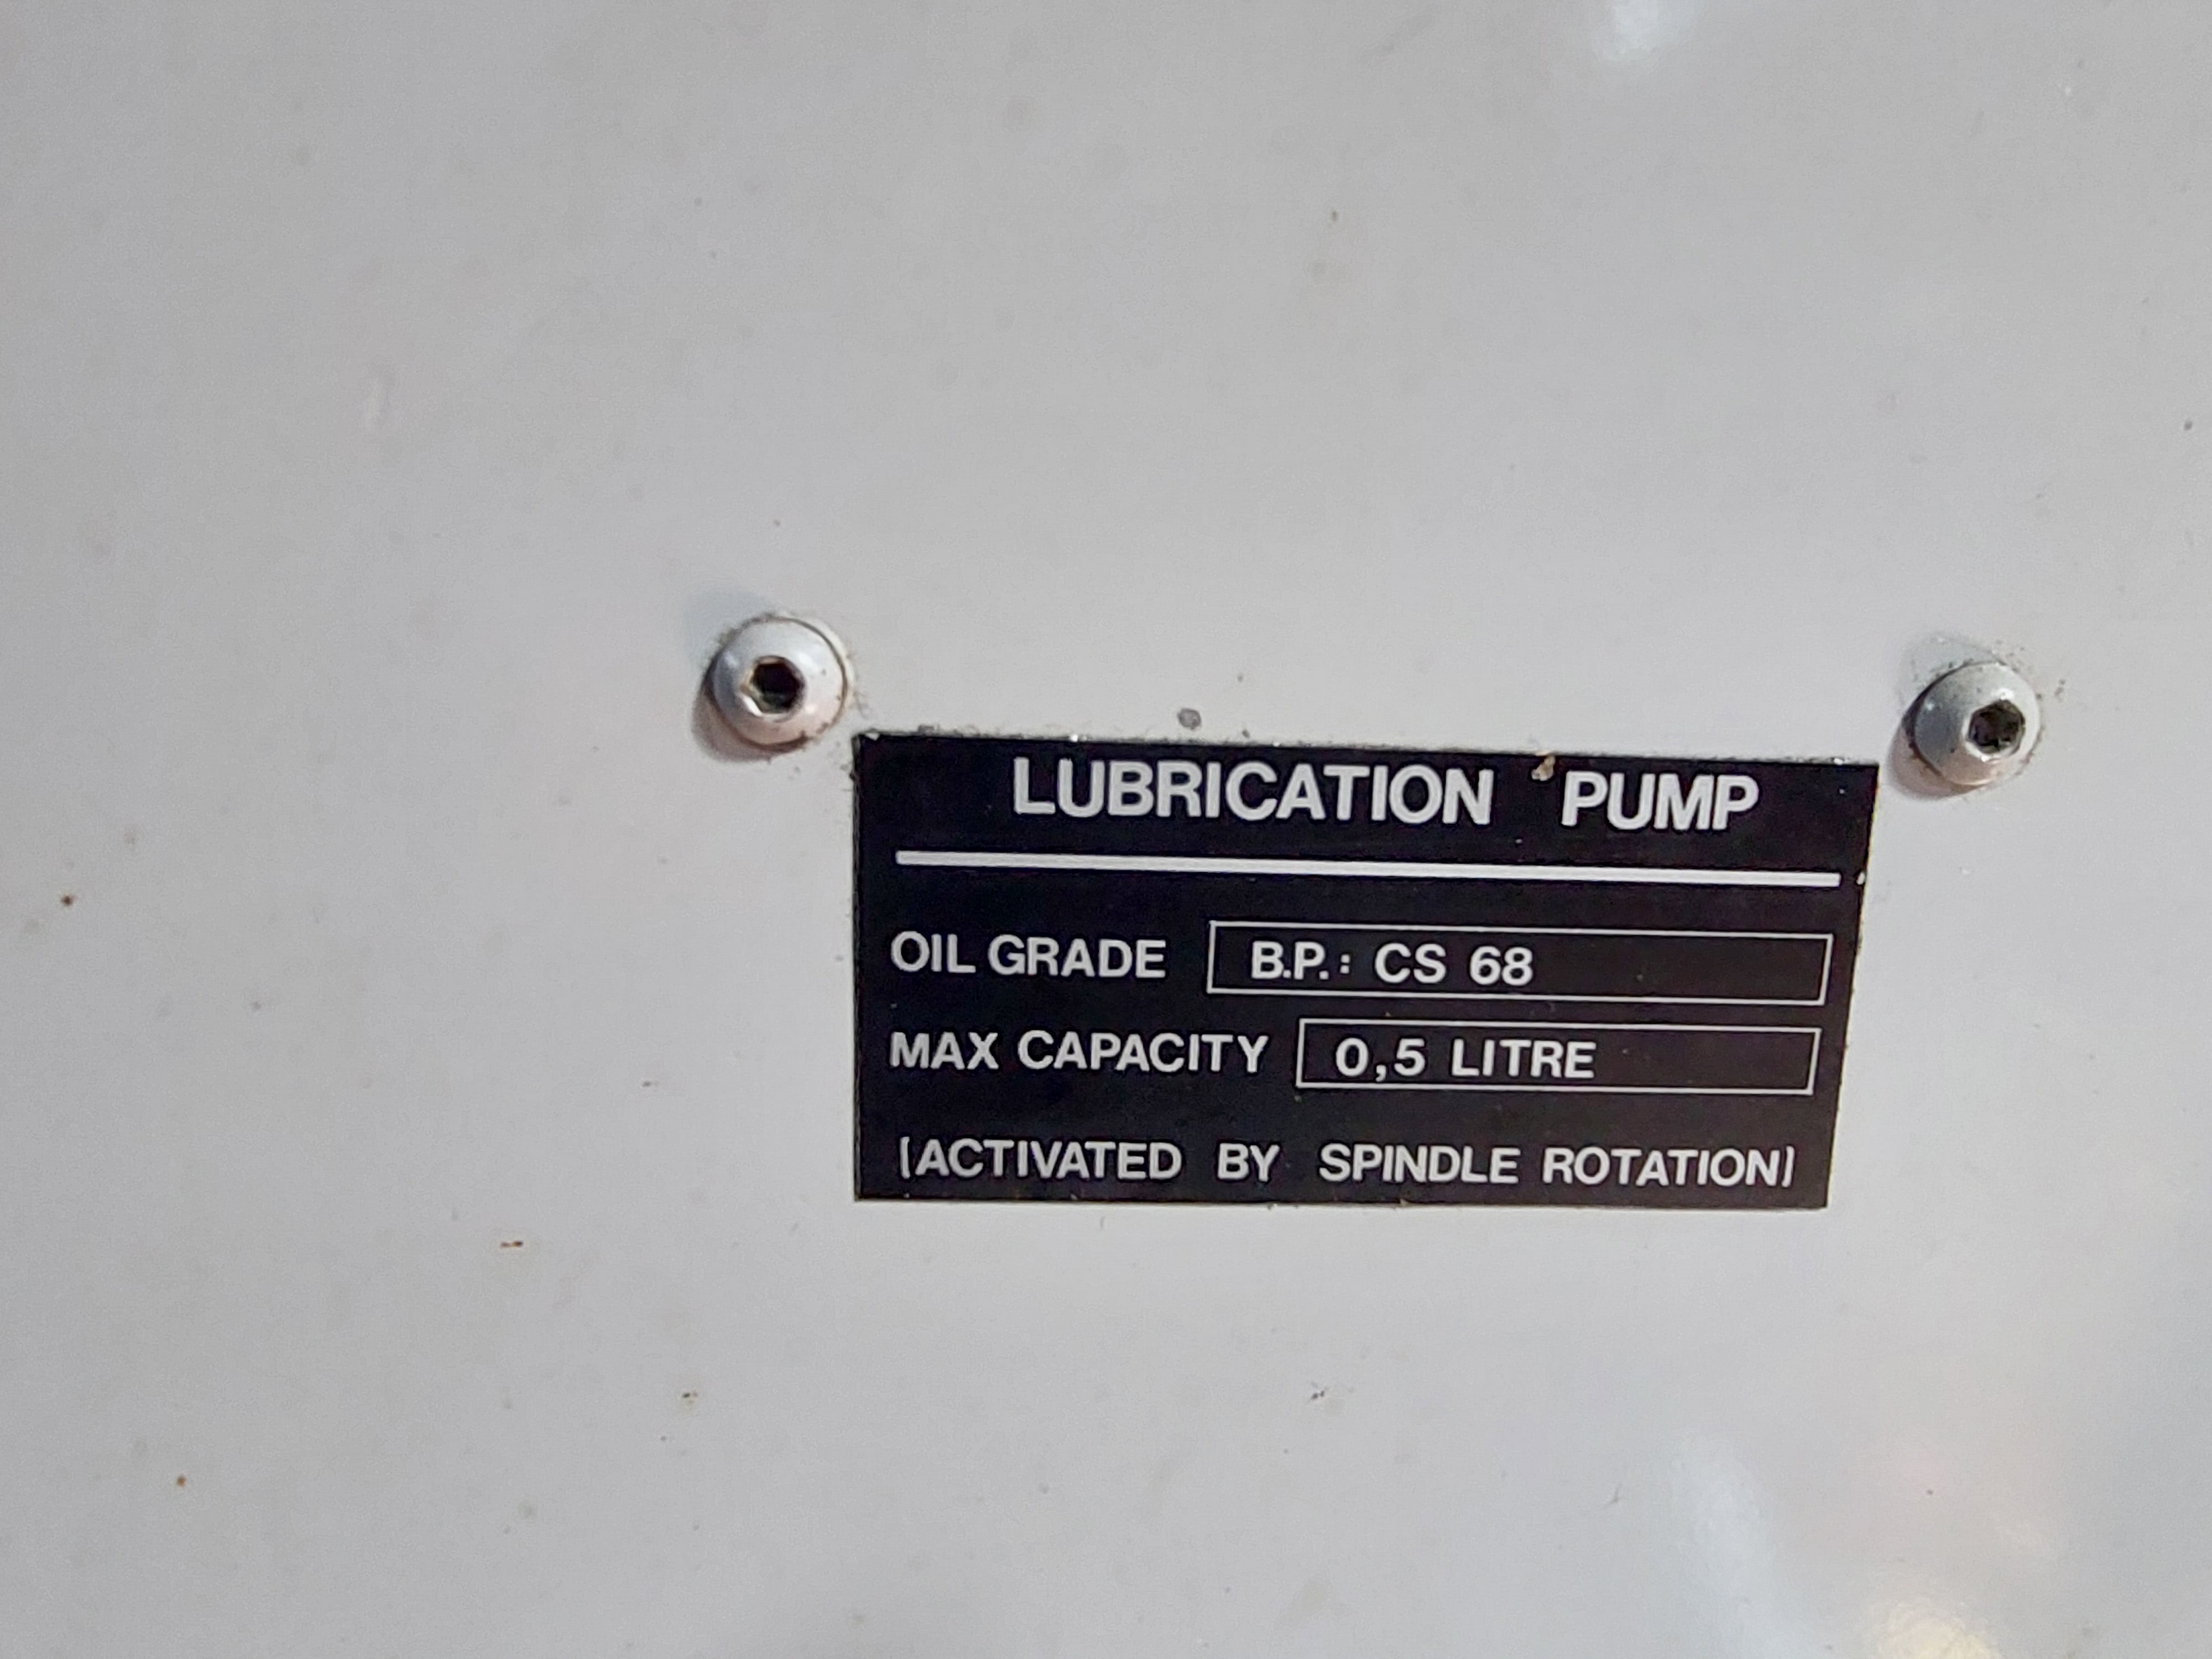 LUBRICATION PUMP
OIL GRADE B.P.: CS 68
MAX CAPACITY 0,5 LITRE
(ACTIVATED BY SPINDLE ROTATION)